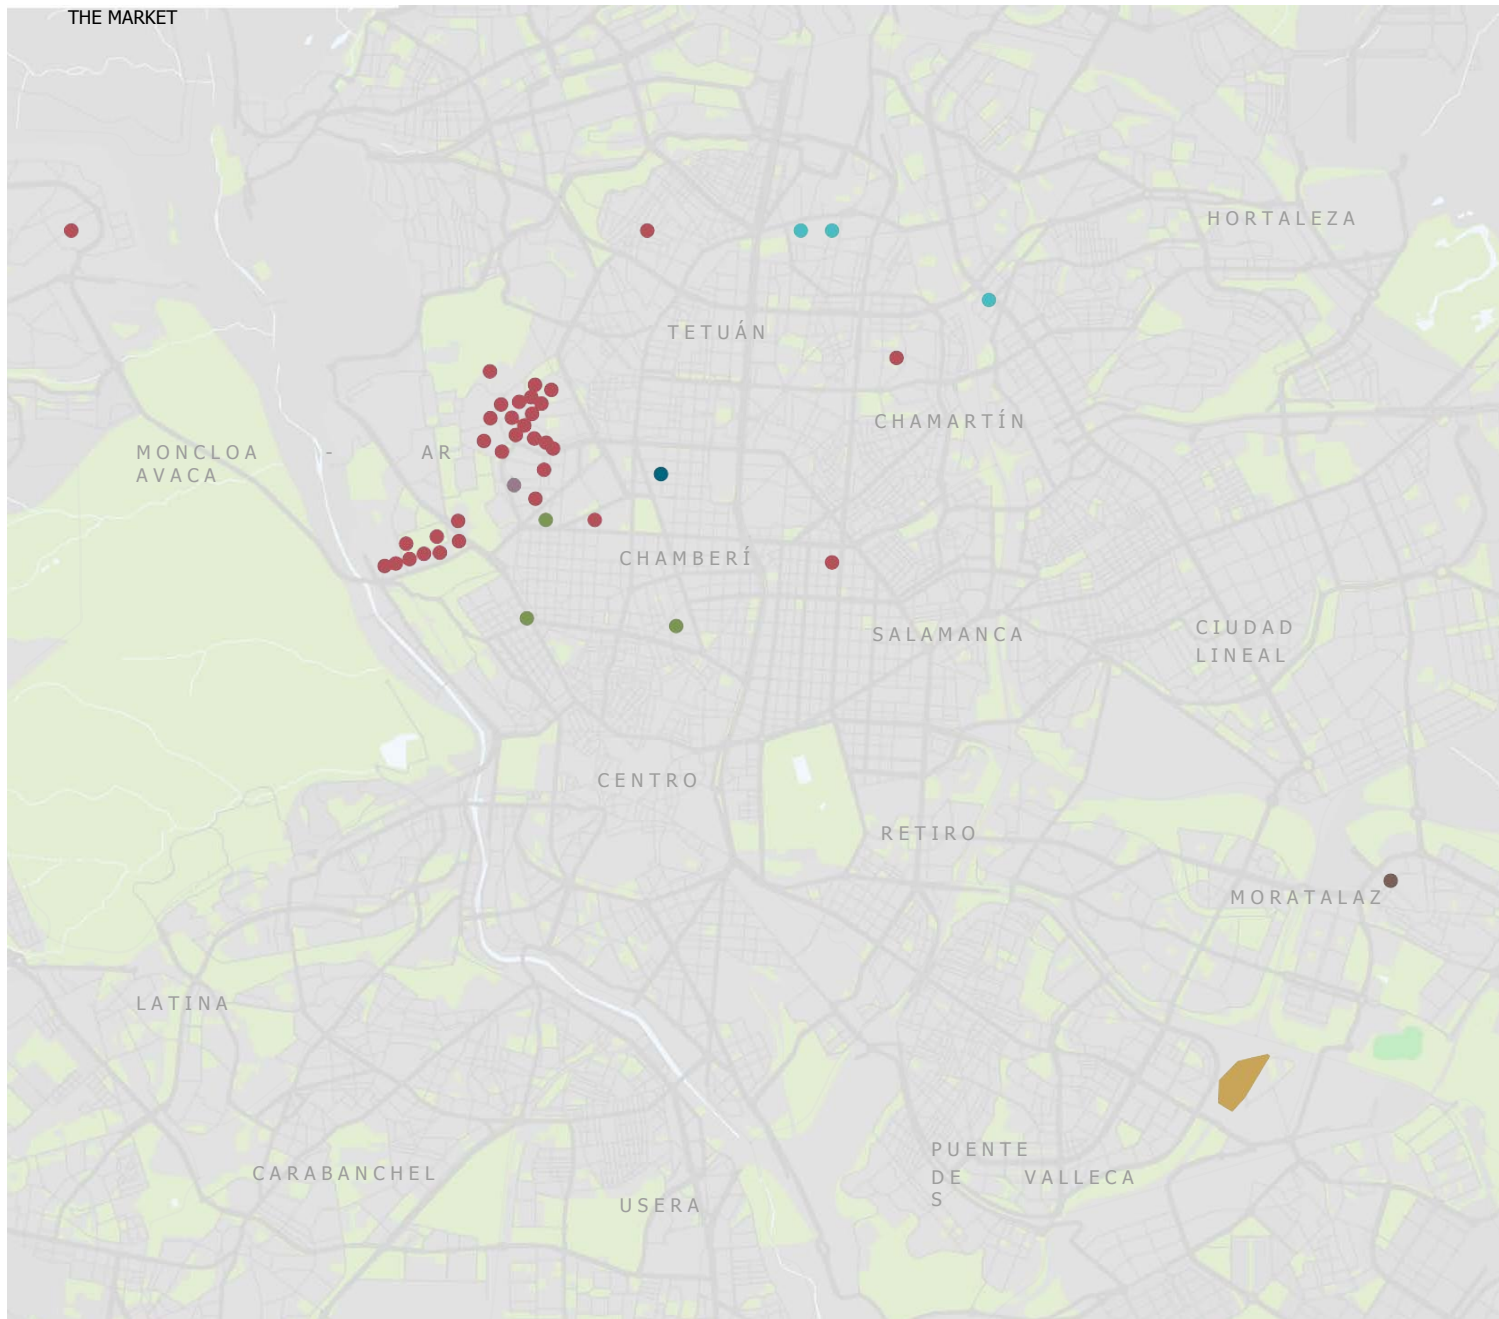 THE MARKET
HORTALEZA
TETUÁN
CHAMARTÍN
MONCLOA - AR
AVACA
CHAMBERÍ
SALAMANCA
CIUDAD
LINEAL
CENTRO
RETIRO
MORATALAZ
LATINA
PUENTE
DE VALLECA
S
CARABANCHEL
USERA